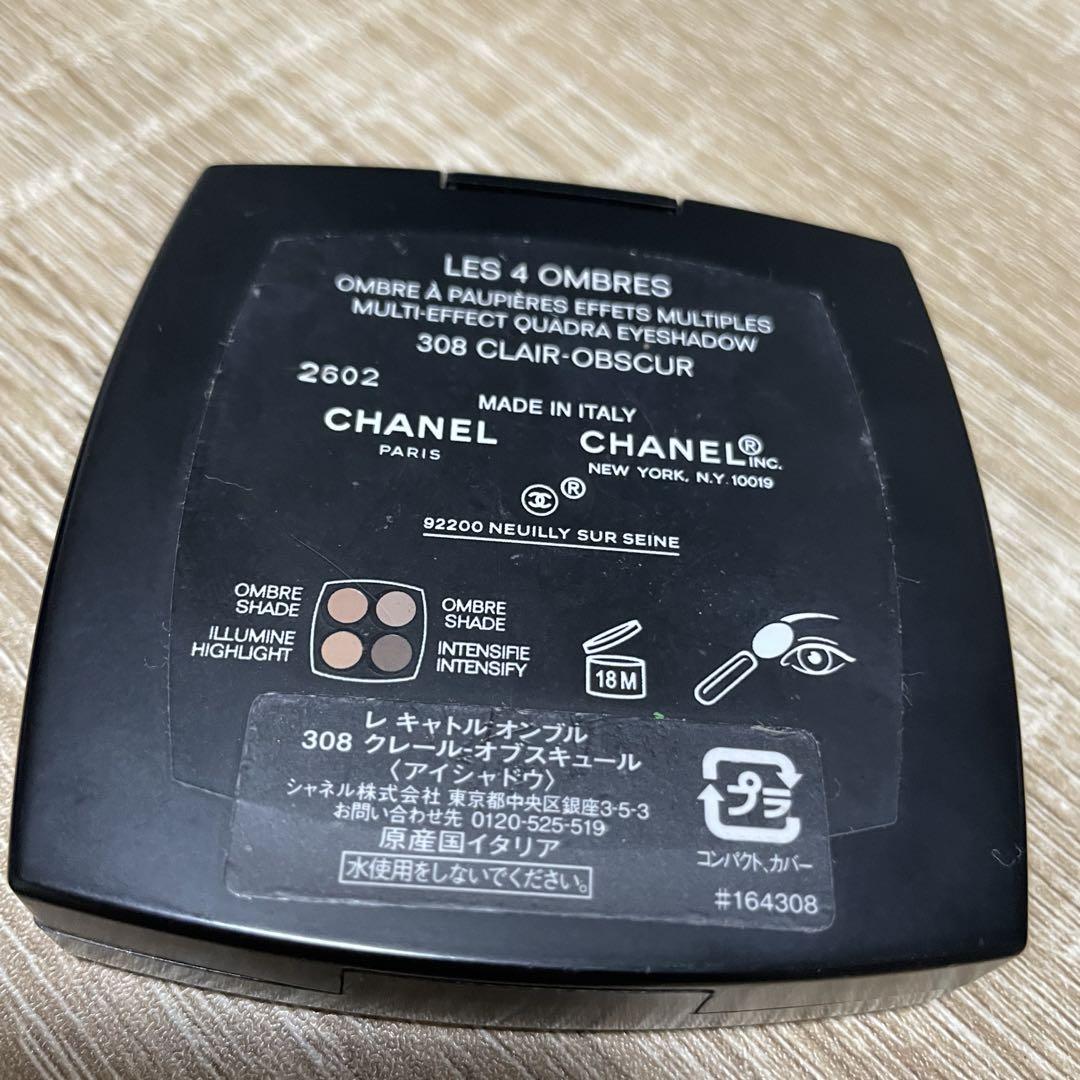 LES 4 OMBRES
OMBRE À PAUPIÈRES EFFETS MULTIPLES
MULTI-EFFECT QUADRA EYESHADOW
308 CLAIR-OBSCUR
2602
MADE IN ITALY
CHANEL
PARIS
CHANEL® INC.
NEW YORK, N.Y. 10019
®
92200 NEUILLY SUR SEINE
OMBRE
SHADE
OMBRE
SHADE
ILLUMINE
HIGHLIGHT
INTENSIFIE
INTENSIFY
18M
レ キャトル オンブル
308 クレール-オプスキュール
〈アイシャドウ〉
シャネル株式会社 東京都中央区銀座3-5-3
お問い合わせ先 0120-525-519
原産国イタリア
水使用をしないでください。
プラ
コンパクト、カバー
#164308